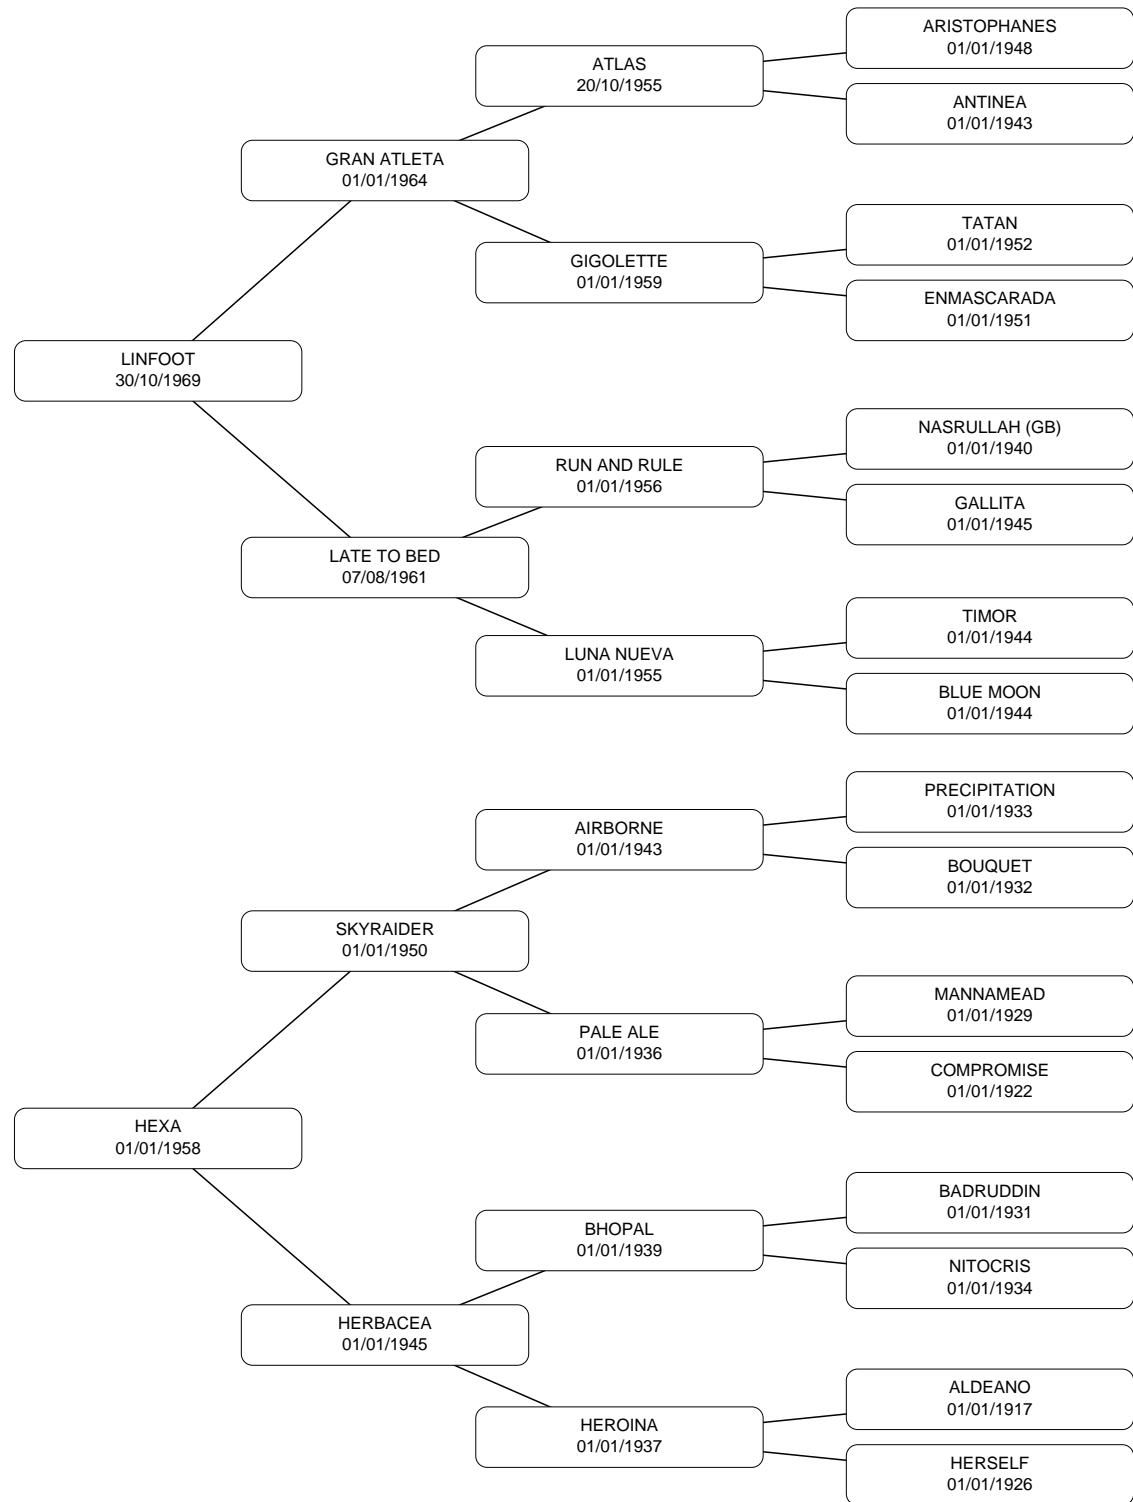 ARISTOPHANES
01/01/1948
ATLAS
20/10/1955
ANTINEA
01/01/1943
GRAN ATLETA
01/01/1964
TATAN
01/01/1952
GIGOLETTE
01/01/1959
ENMASCARADA
01/01/1951
LINFOOT
30/10/1969
NASRULLAH (GB)
01/01/1940
RUN AND RULE
01/01/1956
GALLITA
01/01/1945
LATE TO BED
07/08/1961
TIMOR
01/01/1944
LUNA NUEVA
01/01/1955
BLUE MOON
01/01/1944
PRECIPITATION
01/01/1933
AIRBORNE
01/01/1943
BOUQUET
01/01/1932
SKYRAIDER
01/01/1950
MANNAMEAD
01/01/1929
PALE ALE
01/01/1936
COMPROMISE
01/01/1922
HEXA
01/01/1958
BADRUDDIN
01/01/1931
BHOPAL
01/01/1939
NITOCRIS
01/01/1934
HERBACEA
01/01/1945
ALDEANO
01/01/1917
HEROINA
01/01/1937
HERSELF
01/01/1926